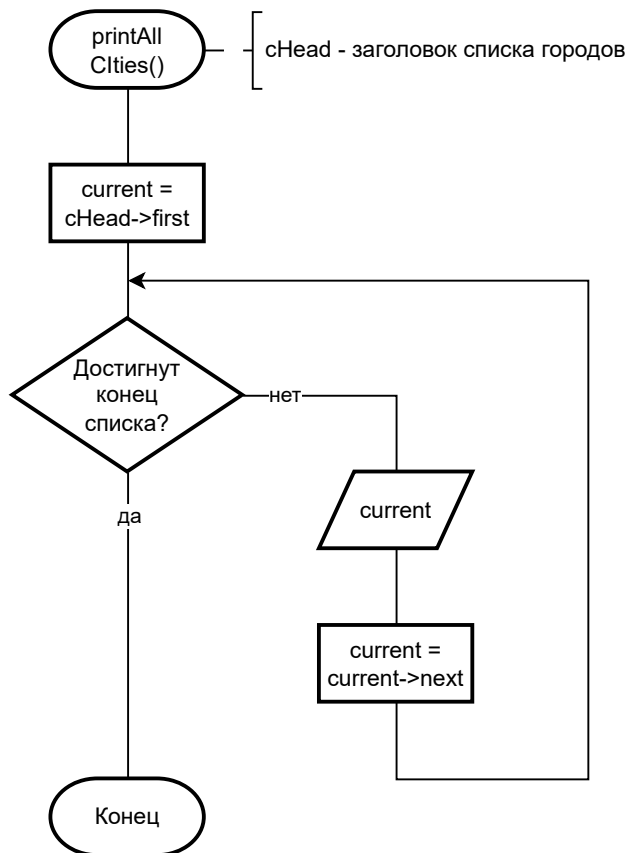 printAll
CIties()
cHead - заголовок списка городов
current =
cHead->first
Достигнут
конец
списка?
нет
current
да
current =
current->next
Конец